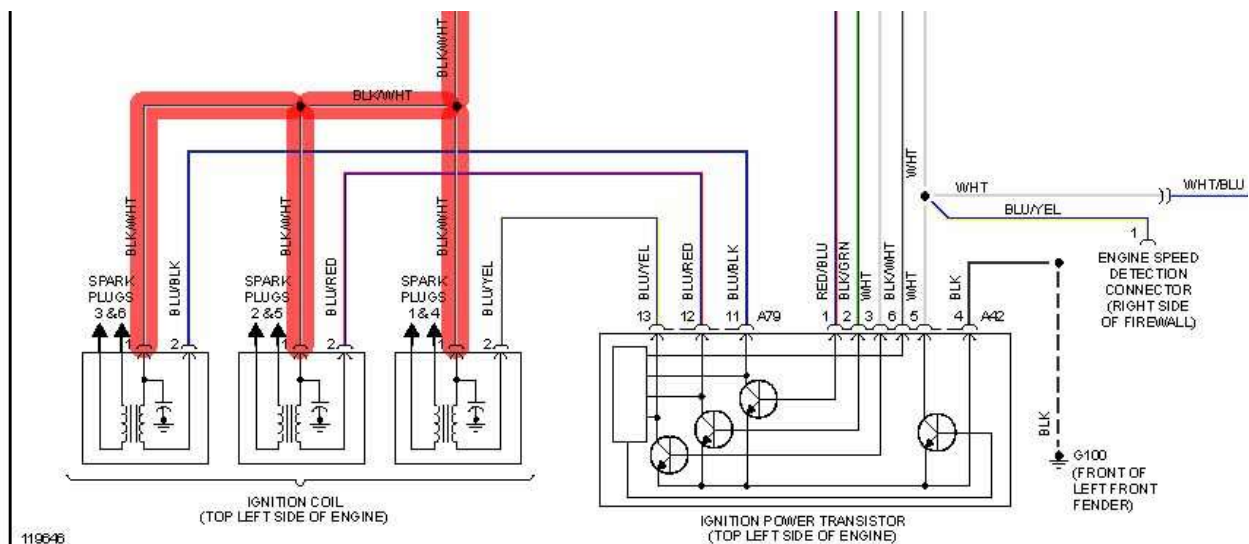 BLK/WHT
BLK/WHT
BLK/WHT
BLK/WHT
BLK/WHT
SPARK
PLUGS
3 & 6
BLU/BLK
SPARK
PLUGS
2 & 5
BLU/RED
SPARK
PLUGS
1 & 4
BLU/YEL
1
2
1
2
1
2
IGNITION COIL
(TOP LEFT SIDE OF ENGINE)
BLU/YEL
BLU/RED
BLU/BLK
RED/BLU
BLK/GRN
WHT
BLK/WHT
WHT
WHT
BLK
13
12
11
A79
1
2
3
6
5
4
A42
IGNITION POWER TRANSISTOR
(TOP LEFT SIDE OF ENGINE)
WHT
WHT/BLU
BLU/YEL
1
ENGINE SPEED
DETECTION
CONNECTOR
(RIGHT SIDE
OF FIREWALL)
BLK
G100
(FRONT OF
LEFT FRONT
FENDER)
119646